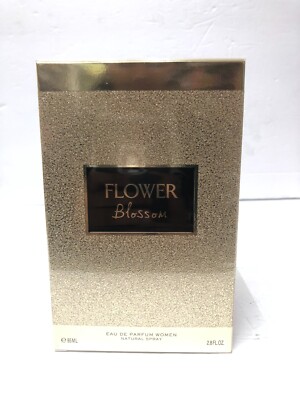 FLOWER
Blossom
EAU DE PARFUM WOMEN
NATURAL SPRAY
℮ 80ML 2.8FL.OZ